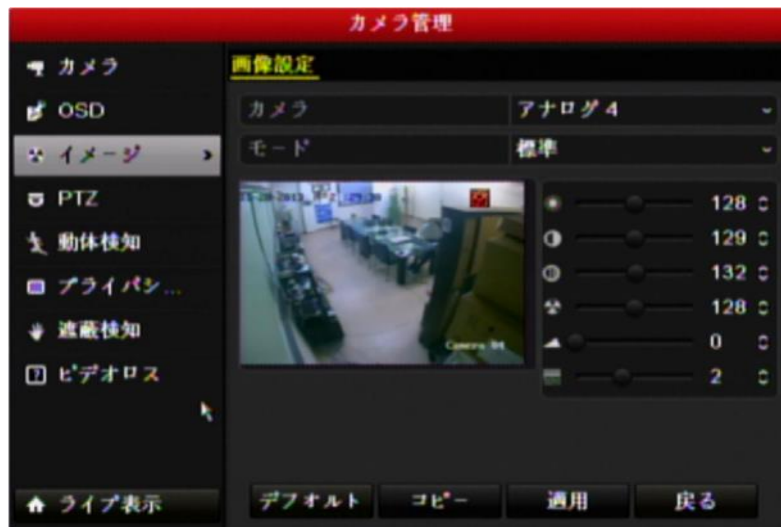 カメラ管理
カメラ
OSD
イメージ
PTZ
動体検知
プライバシ...
遮蔽検知
ビデオロス
ライブ表示
画像設定
カメラ アナログ 4
モード 標準
128
129
132
128
0
2
Camera 04
デフォルト コピー 適用 戻る